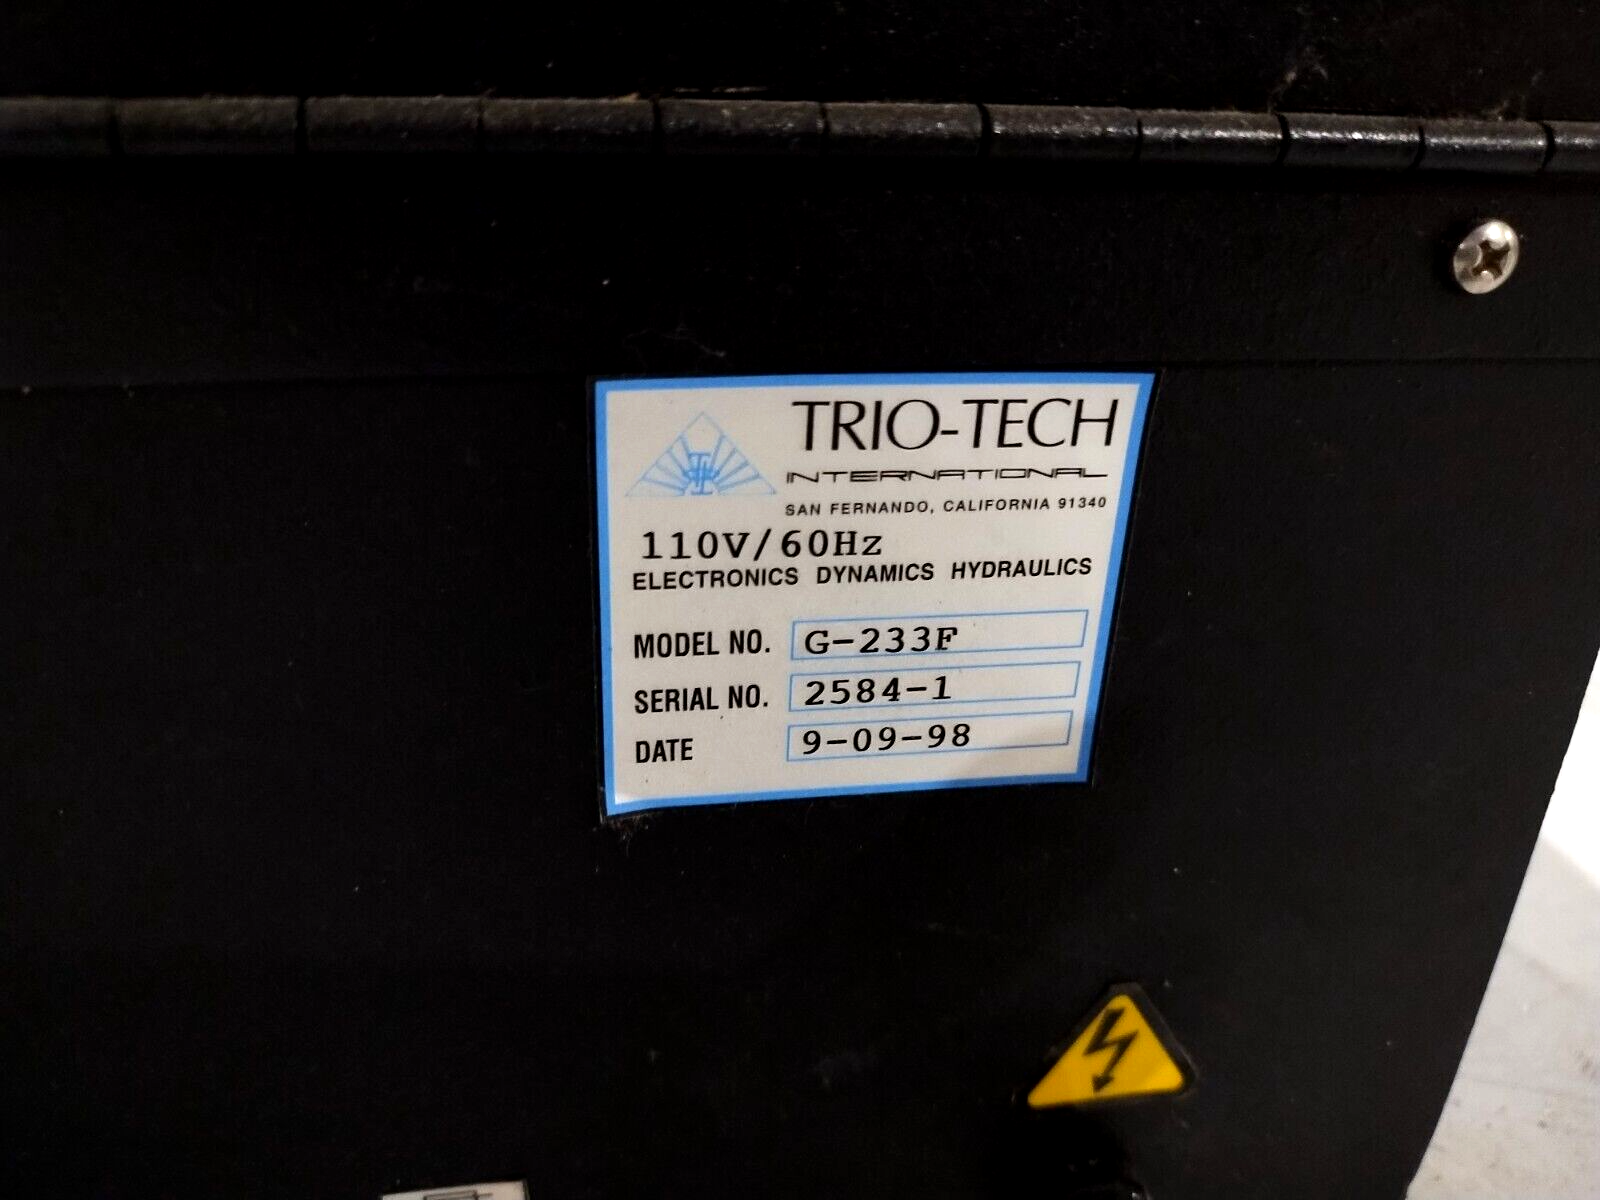 TRIO-TECH
INTERNATIONAL
SAN FERNANDO, CALIFORNIA 91340
110V/60Hz
ELECTRONICS DYNAMICS HYDRAULICS
MODEL NO. G-233F
SERIAL NO. 2584-1
DATE 9-09-98